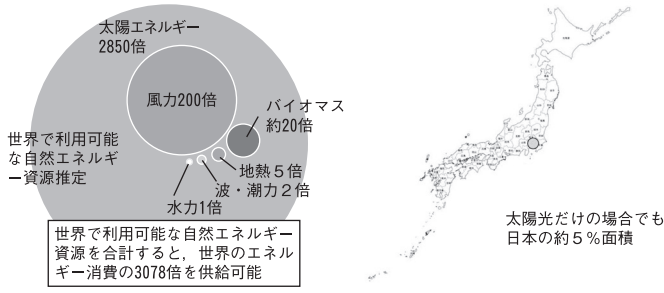 太陽エネルギー
2850倍
風力200倍
バイオマス
約20倍
世界で利用可能
な自然エネルギ
ー資源推定
地熱5倍
波・潮力2倍
水力1倍
世界で利用可能な自然エネルギー
資源を合計すると，世界のエネル
ギー消費の3078倍を供給可能
太陽光だけの場合でも
日本の約5％面積